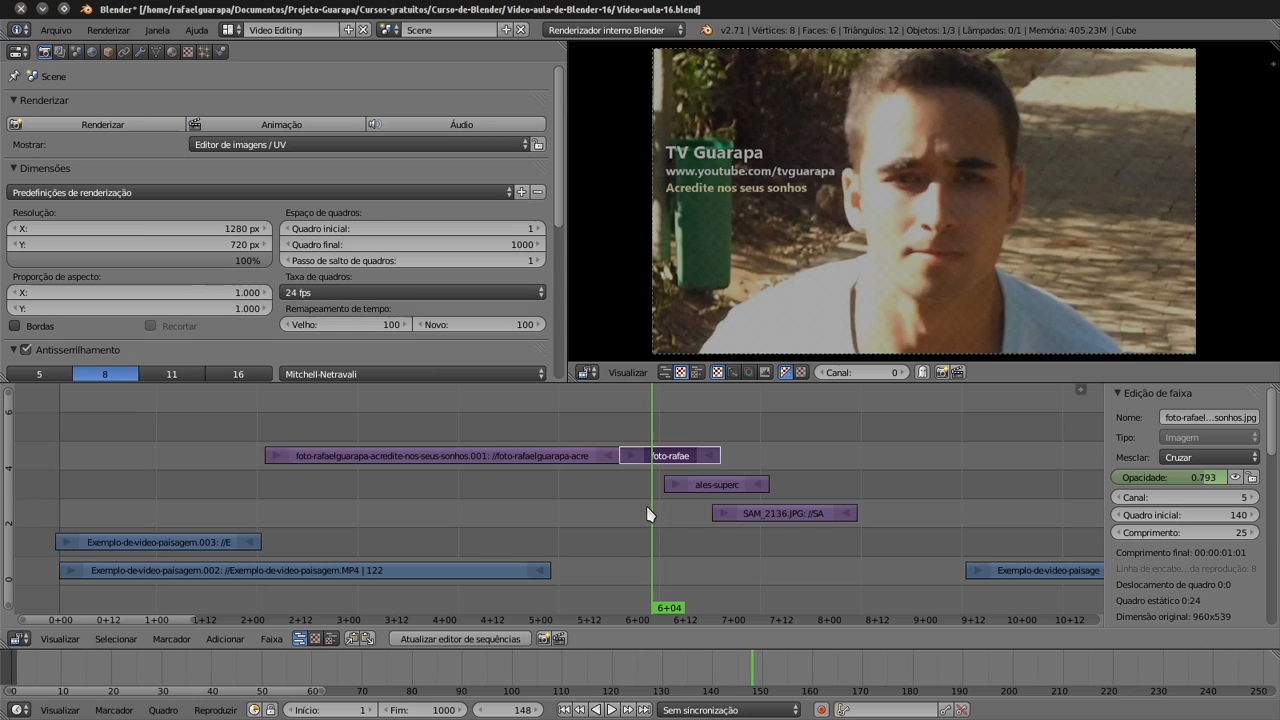 Blender* [/home/rafaelguarapa/Documentos/Projeto-Guarapa/Cursos-gratuitos/Curso-de-Blender/ Video-aula-de-Blender-16/ Video-aula-16.blend]
Arquivo Renderizar Janela Ajuda Video Editing Scene Renderizador interno Blender v2.71 | Vértices: 8 | Faces: 6 | Triângulos: 12 | Objetos: 1/3 | Lâmpadas: 0/1 | Memória: 405.23M | Cube
Scene
Renderizar
Renderizar Animação Áudio
Mostrar: Editor de imagens / UV
Dimensões
Predefinições de renderização
Resolução: Espaço de quadros:
X: 1280 px Quadro inicial: 1
Y: 720 px Quadro final: 1000
100% Passo de salto de quadros: 1
Proporção de aspecto: Taxa de quadros:
X: 1.000 24 fps
Y: 1.000 Remapeamento de tempo:
Bordas Recortar Velho: 100 Novo: 100
Antisserrilhamento
5 8 11 16 Mitchell-Netravali
TV Guarapa
www.youtube.com/tvguarapa
Acredite nos seus sonhos
Visualizar Canal: 0
6
4
2
0
foto-rafaelguarapa-acredite-nos-seus-sonhos.001: //foto-rafaelguarapa-acre foto-rafae
ales-superc
SAM_2136.JPG: //SA
Exemplo-de-video-paisagem.003: //E
Exemplo-de-video-paisagem.002: //Exemplo-de-video-paisagem.MP4 | 122 Exemplo-de-video-paisage
6+04
0+00 0+12 1+00 1+12 2+00 2+12 3+00 3+12 4+00 4+12 5+00 5+12 6+00 6+12 7+00 7+12 8+00 8+12 9+00 9+12 10+00 10+12
Edição de faixa
Nome: foto-rafael...sonhos.jpg
Tipo: Imagem
Mesclar: Cruzar
Opacidade: 0.793
Canal: 5
Quadro inicial: 140
Comprimento: 25
Comprimento final: 00:00:01:01
Linha de encabe...da reprodução: 8
Deslocamento de quadro 0:0
Quadro estático 0:24
Dimensão original: 960x539
Visualizar Selecionar Marcador Adicionar Faixa Atualizar editor de sequências
0 10 20 30 40 50 60 70 80 90 100 110 120 130 140 150 160 170 180 190 200 210 220 230 240 250
Visualizar Marcador Quadro Reproduzir Início: 1 Fim: 1000 148 Sem sincronização